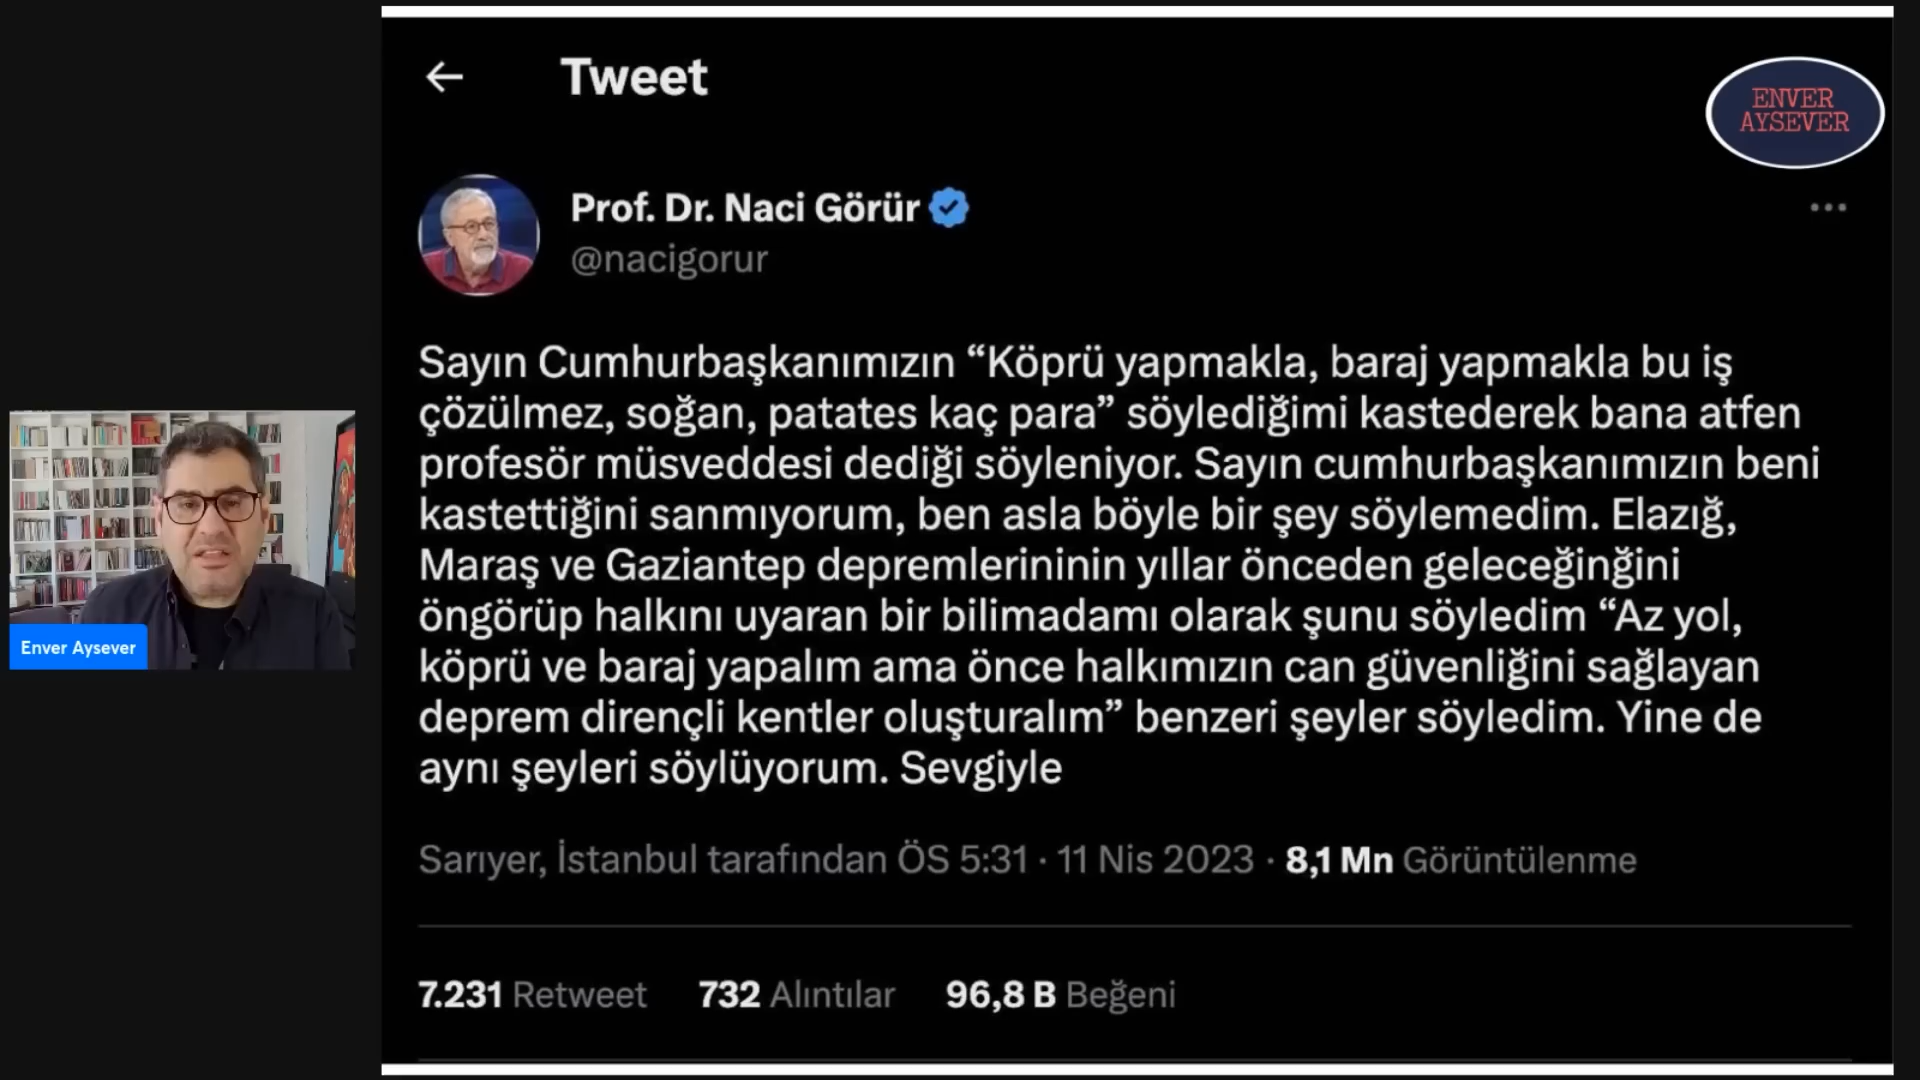 Tweet
ENVER
AYSEVER
Prof. Dr. Naci Görür
@nacigorur
Sayın Cumhurbaşkanımızın “Köprü yapmakla, baraj yapmakla bu iş
çözülmez, soğan, patates kaç para” söylediğimi kastederek bana atfen
profesör müsveddesi dediği söyleniyor. Sayın cumhurbaşkanımızın beni
kastettiğini sanmıyorum, ben asla böyle bir şey söylemedim. Elazığ,
Maraş ve Gaziantep depremlerininin yıllar önceden geleceğinğini
öngörüp halkını uyaran bir bilimadamı olarak şunu söyledim “Az yol,
köprü ve baraj yapalım ama önce halkımızın can güvenliğini sağlayan
deprem dirençli kentler oluşturalım” benzeri şeyler söyledim. Yine de
aynı şeyleri söylüyorum. Sevgiyle
Sarıyer, İstanbul tarafından ÖS 5:31 · 11 Nis 2023 · 8,1 Mn Görüntülenme
7.231 Retweet 732 Alıntılar 96,8 B Beğeni
Enver Aysever